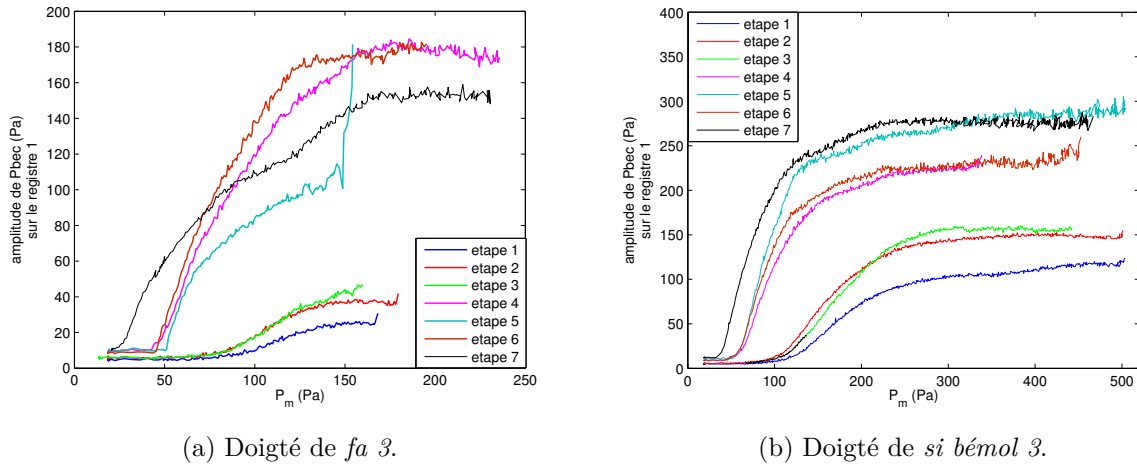 200
180
160
140
120
100
80
60
40
20
0
amplitude de Pbec (Pa)
sur le registre 1
etape 1
etape 2
etape 3
etape 4
etape 5
etape 6
etape 7
0 50 100 150 200 250
P_m (Pa)
(a) Doigté de fa 3.
400
350
300
250
200
150
100
50
0
amplitude de Pbec (Pa)
sur le registre 1
etape 1
etape 2
etape 3
etape 4
etape 5
etape 6
etape 7
0 100 200 300 400 500
P_m (Pa)
(b) Doigté de si bémol 3.